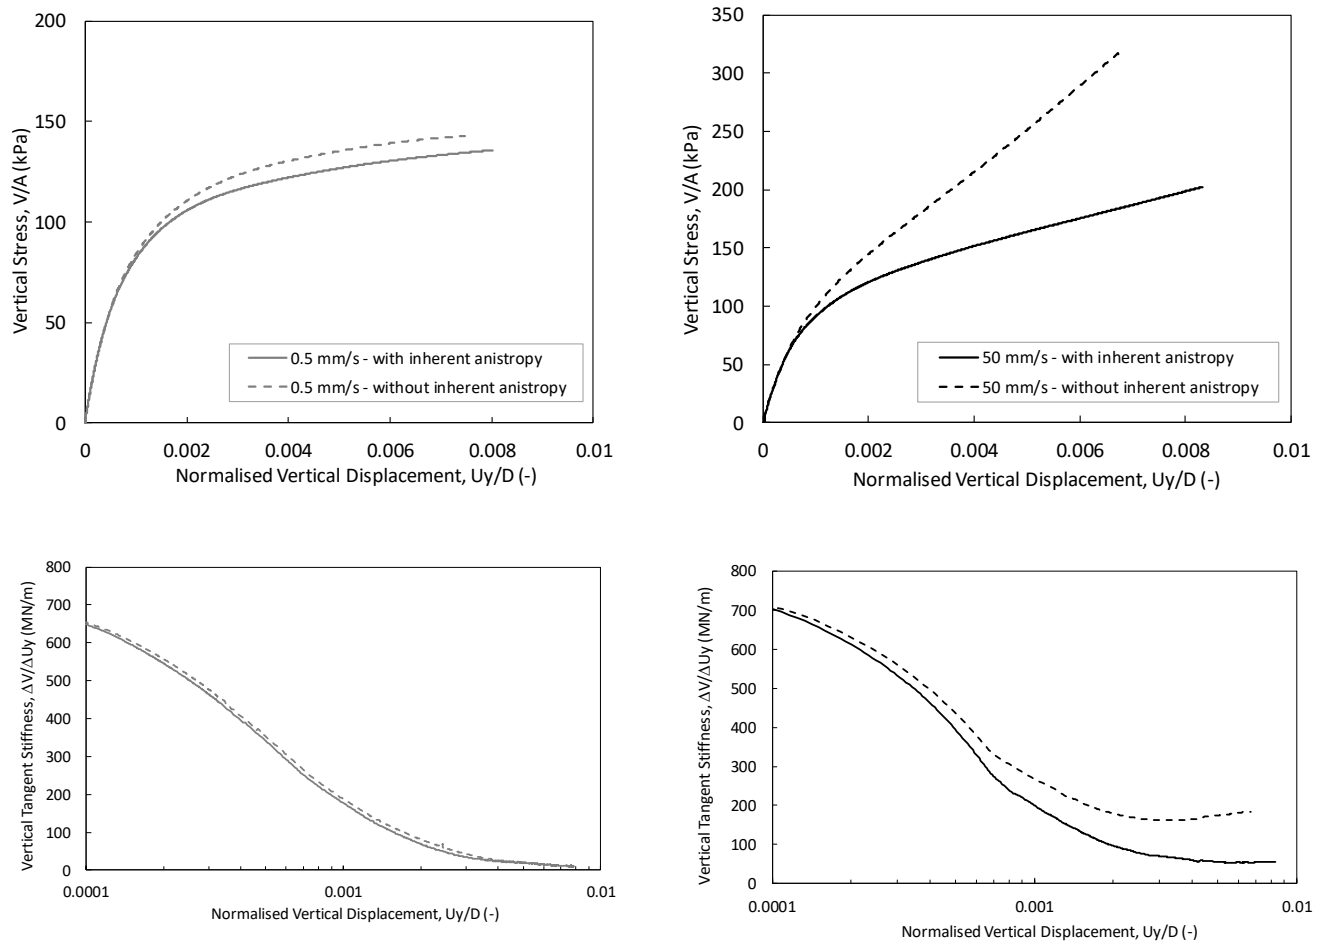 200
150
100
50
0
Vertical Stress, V/A (kPa)
0.5 mm/s - with inherent anistropy
0.5 mm/s - without inherent anistropy
0 0.002 0.004 0.006 0.008 0.01
Normalised Vertical Displacement, Uy/D (-)
350
300
250
200
150
100
50
0
Vertical Stress, V/A (kPa)
50 mm/s - with inherent anistropy
50 mm/s - without inherent anistropy
0 0.002 0.004 0.006 0.008 0.01
Normalised Vertical Displacement, Uy/D (-)
800
700
600
500
400
300
200
100
0
Vertical Tangent Stiffness, ΔV/ΔUy (MN/m)
0.0001 0.001 0.01
Normalised Vertical Displacement, Uy/D (-)
800
700
600
500
400
300
200
100
0
Vertical Tangent Stiffness, ΔV/ΔUy (MN/m)
0.0001 0.001 0.01
Normalised Vertical Displacement, Uy/D (-)